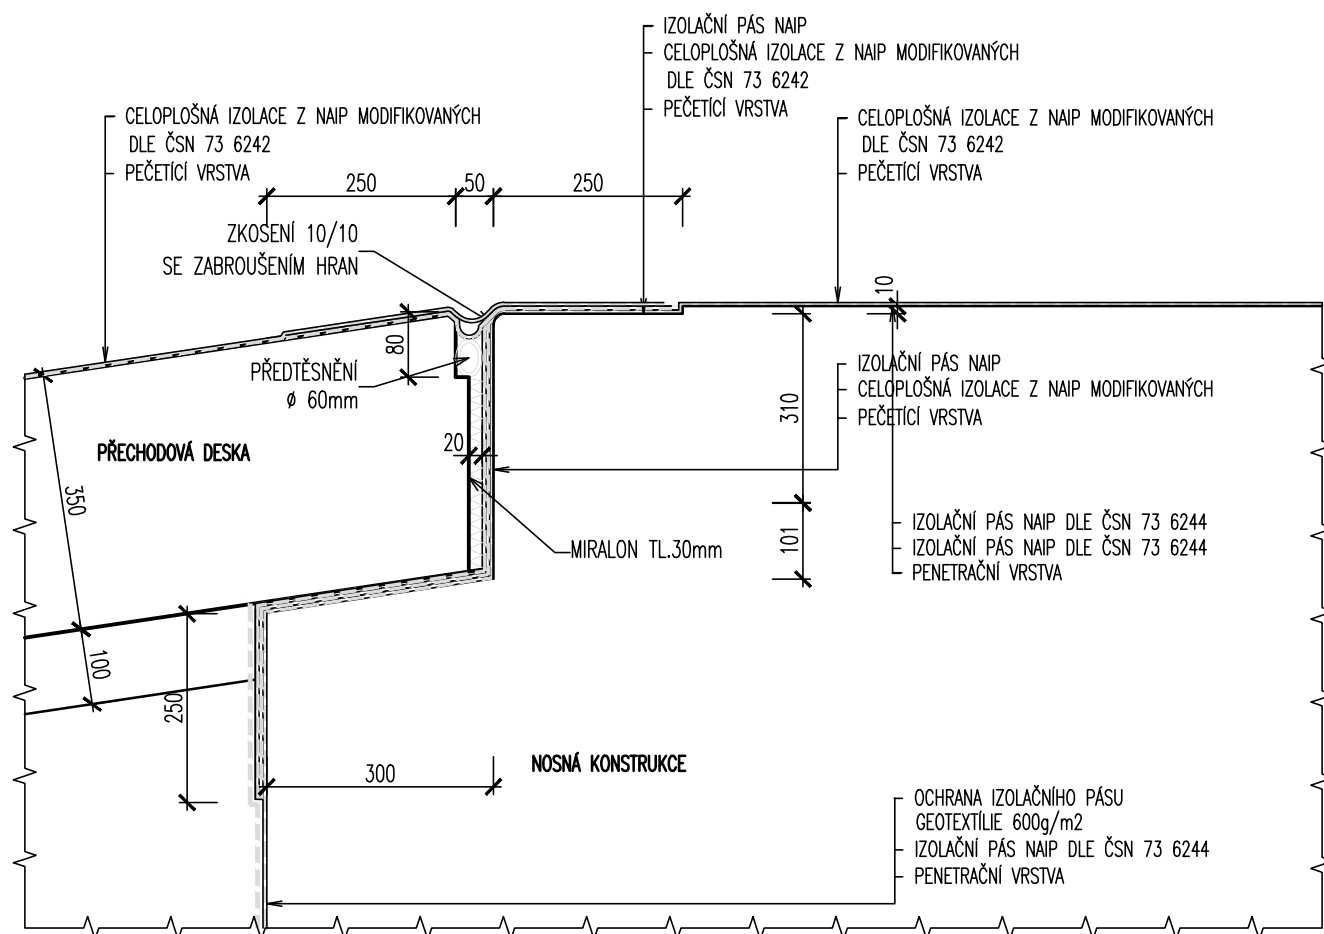 IZOLAČNÍ PÁS NAIP
CELOPLOŠNÁ IZOLACE Z NAIP MODIFIKOVANÝCH
DLE ČSN 73 6242
PEČETÍCÍ VRSTVA
CELOPLOŠNÁ IZOLACE Z NAIP MODIFIKOVANÝCH
DLE ČSN 73 6242
PEČETÍCÍ VRSTVA
CELOPLOŠNÁ IZOLACE Z NAIP MODIFIKOVANÝCH
DLE ČSN 73 6242
PEČETÍCÍ VRSTVA
250
50
250
ZKOSENÍ 10/10
SE ZABROUŠENÍM HRAN
10
80
PŘEDTĚSNĚNÍ
ø 60mm
IZOLAČNÍ PÁS NAIP
CELOPLOŠNÁ IZOLACE Z NAIP MODIFIKOVANÝCH
PEČETÍCÍ VRSTVA
310
20
PŘECHODOVÁ DESKA
350
MIRALON TL.30mm
101
IZOLAČNÍ PÁS NAIP DLE ČSN 73 6244
IZOLAČNÍ PÁS NAIP DLE ČSN 73 6244
PENETRAČNÍ VRSTVA
100
250
300
NOSNÁ KONSTRUKCE
OCHRANA IZOLAČNÍHO PÁSU
GEOTEXTÍLIE 600g/m2
IZOLAČNÍ PÁS NAIP DLE ČSN 73 6244
PENETRAČNÍ VRSTVA